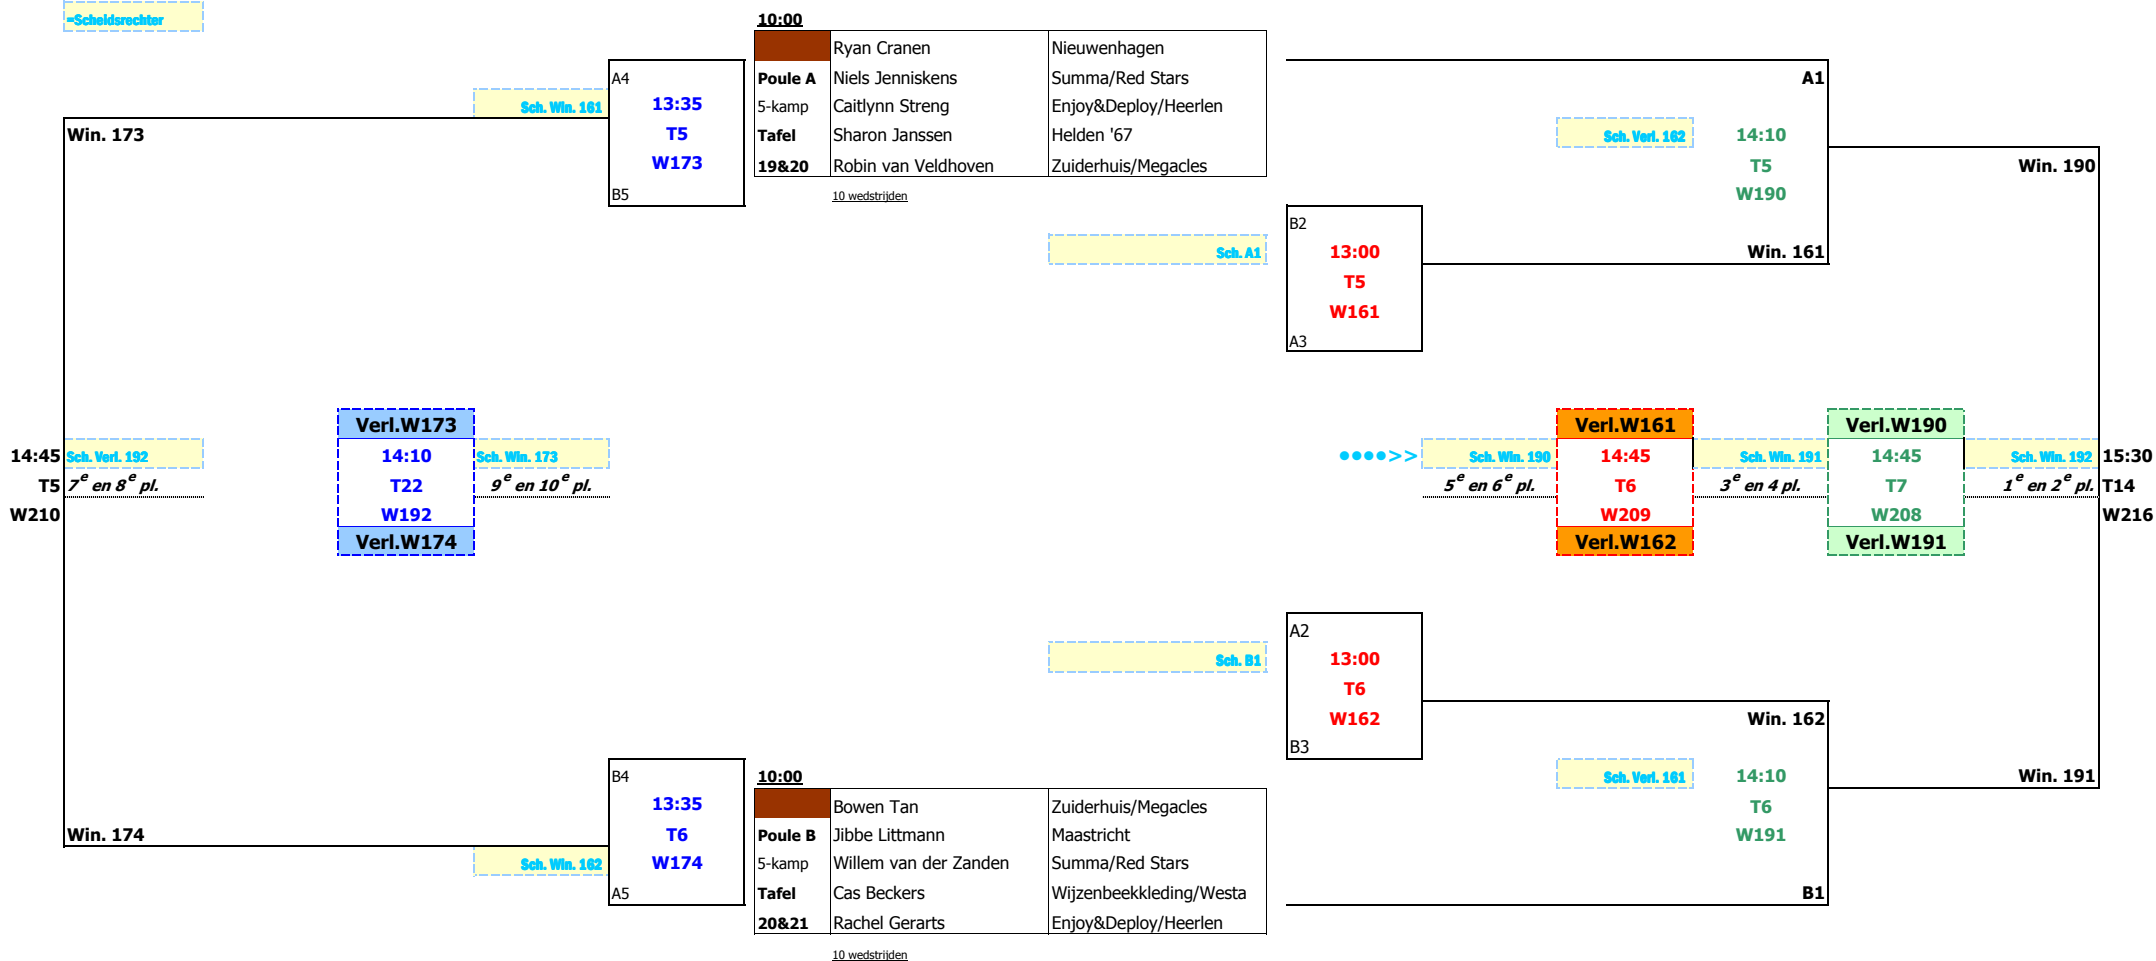 =Scheidsrechter
10:00
Ryan Cranen Nieuwenhagen
Poule A Niels Jenniskens Summa/Red Stars
5-kamp Caitlynn Streng Enjoy&Deploy/Heerlen
Tafel Sharon Janssen Helden '67
19&20 Robin van Veldhoven Zuiderhuis/Megacles
10 wedstrijden
A4
Sch. Win. 161 13:35
T5
W173
B5
Win. 173
A1
Sch. Verl. 162 14:10
T5
W190
Win. 190
B2
Sch. A1 13:00
T5
W161
A3
Win. 161
Verl.W173
14:45 Sch. Verl. 192 14:10 Sch. Win. 173
T5 7e en 8e pl. T22 9e en 10e pl.
W210 W192
Verl.W174
Verl.W161 Verl.W190
●●●●>> Sch. Win. 190 14:45 Sch. Win. 191 14:45 Sch. Win. 192 15:30
5e en 6e pl. T6 3e en 4 pl. T7 1e en 2e pl. T14
W209 W208 W216
Verl.W162 Verl.W191
A2
Sch. B1 13:00
T6
W162
B3
Win. 162
Sch. Verl. 161 14:10
T6
W191
B1
Win. 191
B4
13:35
T6
Sch. Win. 162 W174
A5
Win. 174
10:00
Bowen Tan Zuiderhuis/Megacles
Poule B Jibbe Littmann Maastricht
5-kamp Willem van der Zanden Summa/Red Stars
Tafel Cas Beckers Wijzenbeekkleding/Westa
20&21 Rachel Gerarts Enjoy&Deploy/Heerlen
10 wedstrijden